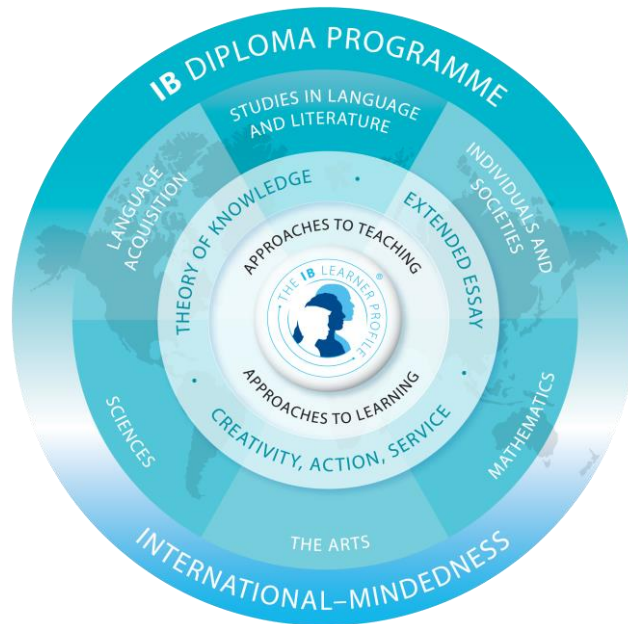 IB DIPLOMA PROGRAMME
STUDIES IN LANGUAGE
AND LITERATURE
LANGUAGE
ACQUISITION
INDIVIDUALS AND
SOCIETIES
THEORY OF KNOWLEDGE
EXTENDED ESSAY
APPROACHES TO TEACHING
THE IB LEARNER PROFILE ®
APPROACHES TO LEARNING
CREATIVITY, ACTION, SERVICE
SCIENCES
MATHEMATICS
THE ARTS
INTERNATIONAL–MINDEDNESS